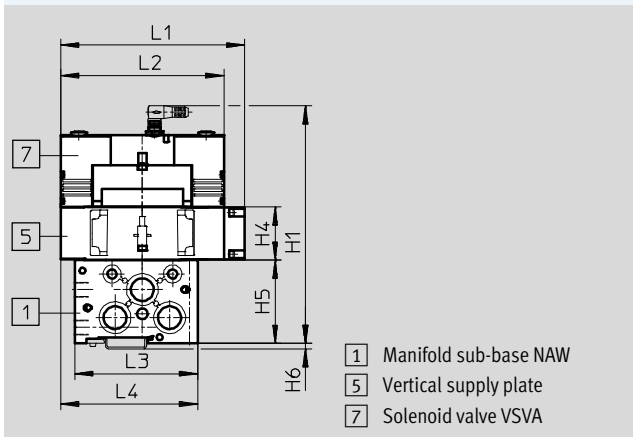 L1
L2
7
5
1
H4
H1
H5
H6
L3
L4
1 Manifold sub-base NAW
5 Vertical supply plate
7 Solenoid valve VSVA